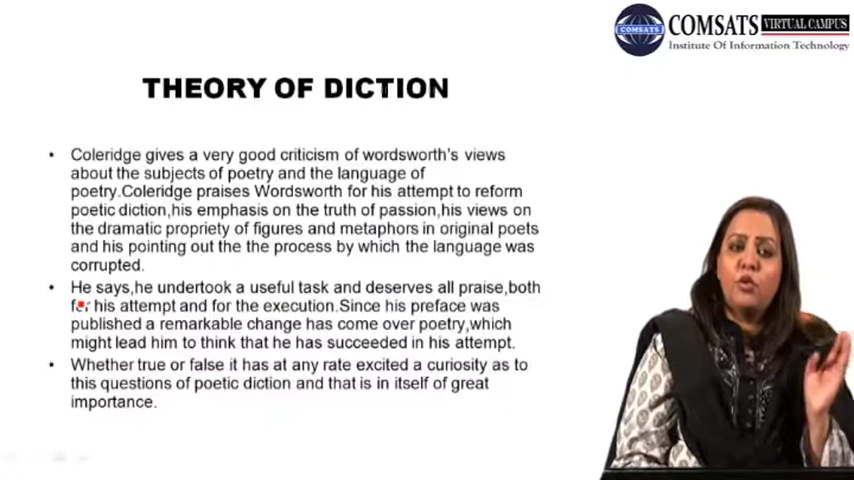 COMSATS
COMSATS VIRTUAL CAMPUS
Institute Of Information Technology
THEORY OF DICTION
• Coleridge gives a very good criticism of wordsworth's views
about the subjects of poetry and the language of
poetry.Coleridge praises Wordsworth for his attempt to reform
poetic diction,his emphasis on the truth of passion,his views on
the dramatic propriety of figures and metaphors in original poets
and his pointing out the the process by which the language was
corrupted.
• He says,he undertook a useful task and deserves all praise,both
for his attempt and for the execution.Since his preface was
published a remarkable change has come over poetry,which
might lead him to think that he has succeeded in his attempt.
• Whether true or false it has at any rate excited a curiosity as to
this questions of poetic diction and that is in itself of great
importance.